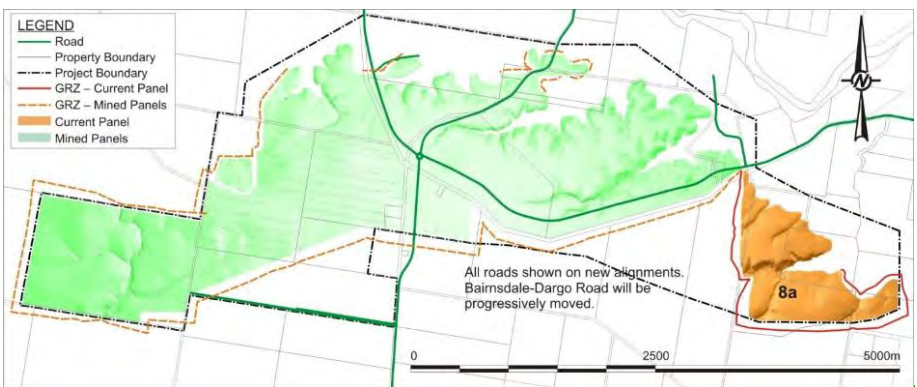 LEGEND
Road
Property Boundary
Project Boundary
GRZ – Current Panel
GRZ – Mined Panels
Current Panel
Mined Panels
N
8a
All roads shown on new alignments.
Bairnsdale-Dargo Road will be
progressively moved.
0 2500 5000m